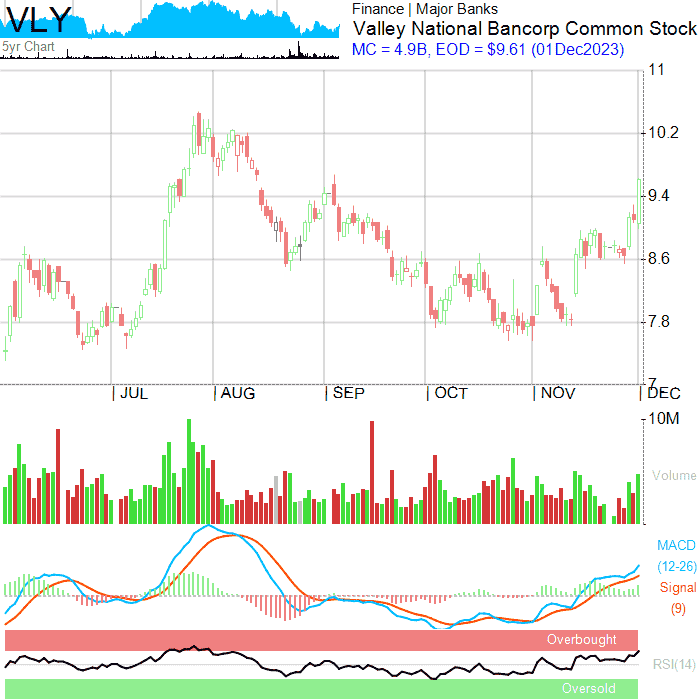 VLY
5yr Chart
Finance | Major Banks
Valley National Bancorp Common Stock
MC = 4.9B, EOD = $9.61 (01Dec2023)
11
10.2
9.4
8.6
7.8
7
| JUL | AUG | SEP | OCT | NOV | DEC
10M
Volume
MACD
(12-26)
Signal
(9)
Overbought
RSI(14)
Oversold